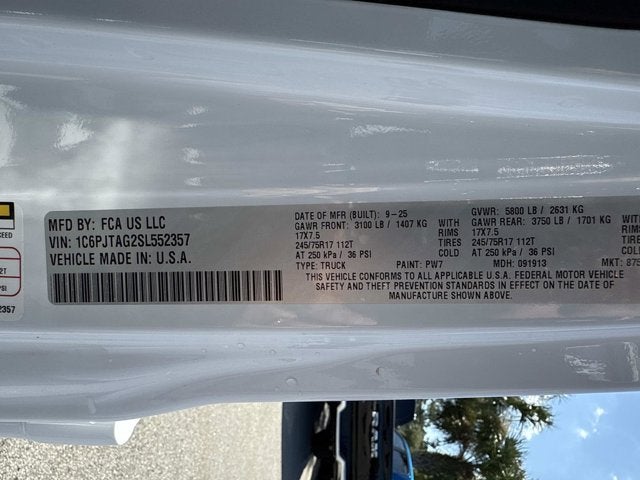 MFD BY: FCA US LLC
VIN: 1C6PJTAG2SL552357
VEHICLE MADE IN: U.S.A.
DATE OF MFR (BUILT): 9-25
GAWR FRONT: 3100 LB / 1407 KG WITH
17X7.5 RIMS
245/75R17 112T TIRES
AT 250 kPa / 36 PSI COLD
TYPE: TRUCK PAINT: PW7
GVWR: 5800 LB / 2631 KG
GAWR REAR: 3750 LB / 1701 KG WITH
17X7.5 RIMS
245/75R17 112T TIRES
AT 250 kPa / 36 PSI COLD
MDH: 091913 MKT:
THIS VEHICLE CONFORMS TO ALL APPLICABLE U.S.A. FEDERAL MOTOR VEHICLE
SAFETY AND THEFT PREVENTION STANDARDS IN EFFECT ON THE DATE OF
MANUFACTURE SHOWN ABOVE.